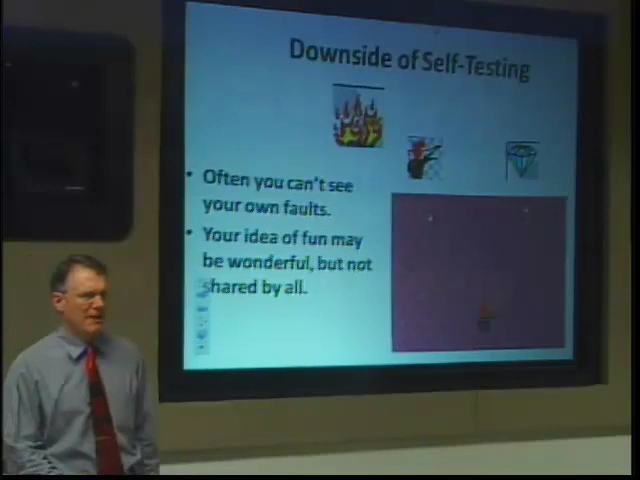 Downside of Self-Testing
• Often you can't see
your own faults.
• Your idea of fun may
be wonderful, but not
shared by all.